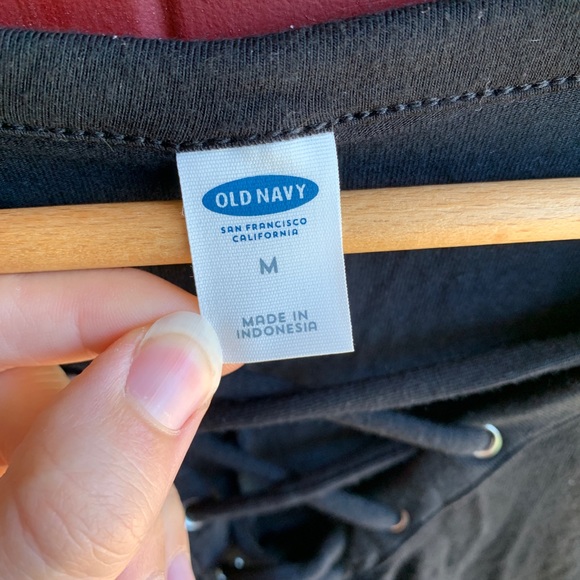 OLD NAVY
SAN FRANCISCO
CALIFORNIA
M
MADE IN
INDONESIA